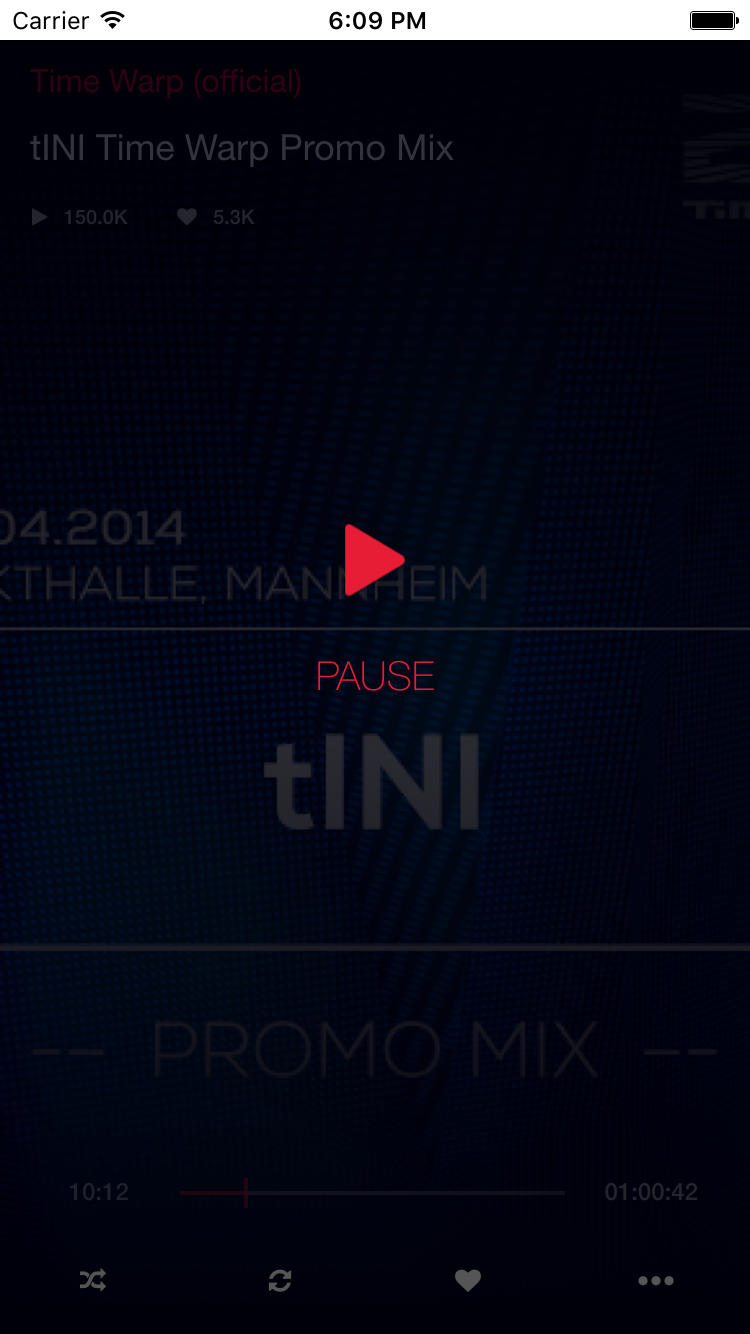 Carrier 6:09 PM
Time Warp (official)
tINI Time Warp Promo Mix
150.0K 5.3K
04.2014
THALLE, MANNHEIM
PAUSE
tINI
-- PROMO MIX --
10:12 01:00:42